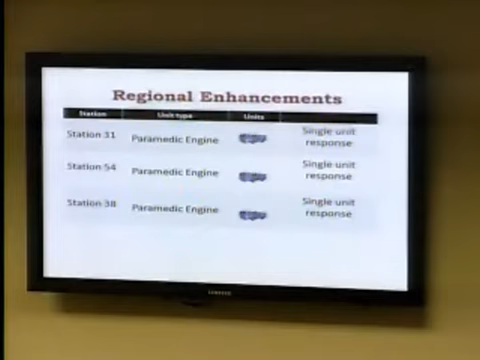 Regional Enhancements
Station Unit type Units
Station 31 Paramedic Engine Single unit response
Station 54 Paramedic Engine Single unit response
Station 38 Paramedic Engine Single unit response
SAMSUNG